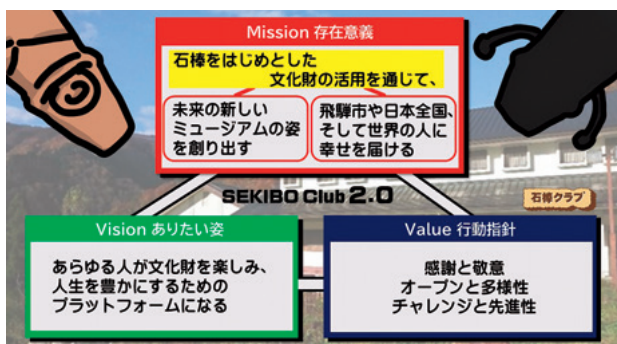 Mission 存在意義
石棒をはじめとした
文化財の活用を通じて、
未来の新しい
ミュージアムの姿
を創り出す
飛騨市や日本全国、
そして世界の人に
幸せを届ける
SEKIBO Club 2.0
石棒クラブ
Vision ありたい姿
あらゆる人が文化財を楽しみ、
人生を豊かにするための
プラットフォームになる
Value 行動指針
感謝と敬意
オープンと多様性
チャレンジと先進性